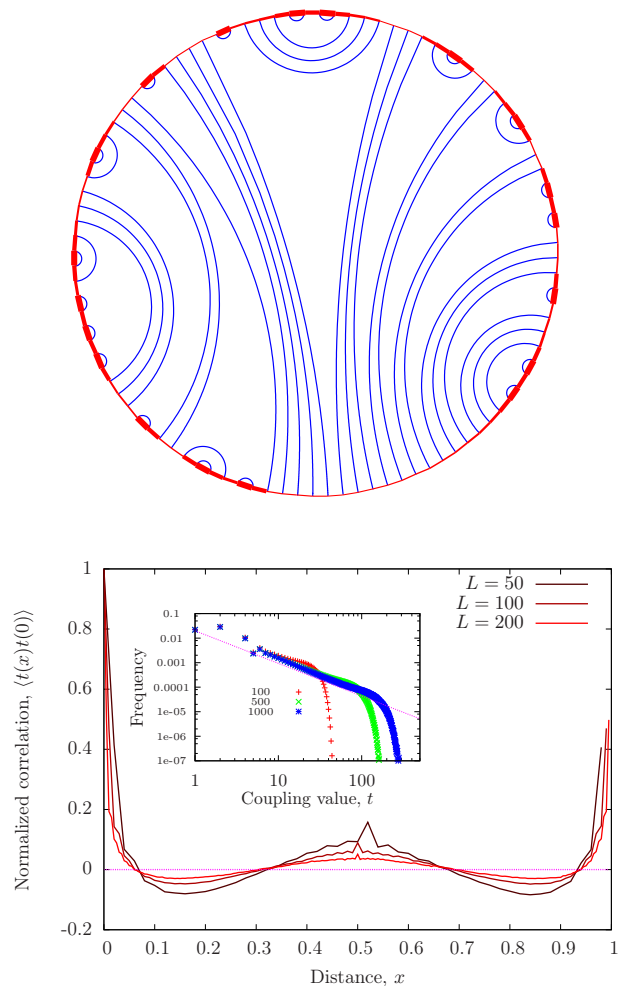 Normalized correlation, ⟨t(x)t(0)⟩
1
0.8
0.6
0.4
0.2
0
-0.2
0 0.1 0.2 0.3 0.4 0.5 0.6 0.7 0.8 0.9 1
Distance, x
L = 50
L = 100
L = 200
Frequency
0.1
0.01
0.001
0.0001
1e-05
1e-06
1e-07
1 10 100
Coupling value, t
100
500
1000